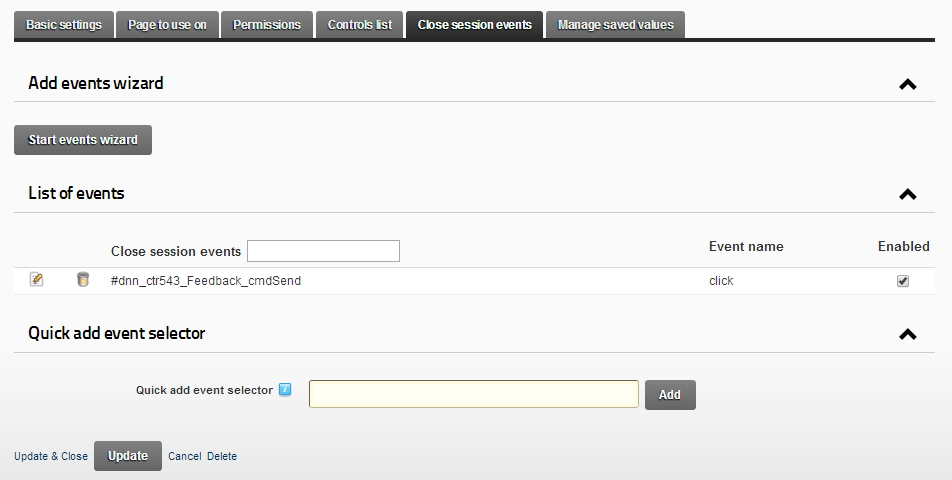 Basic settings Page to use on Permissions Controls list Close session events Manage saved values
Add events wizard
Start events wizard
List of events
Close session events Event name Enabled
#dnn_ctr543_Feedback_cmdSend click
Quick add event selector
Quick add event selector Add
Update & Close Update Cancel Delete